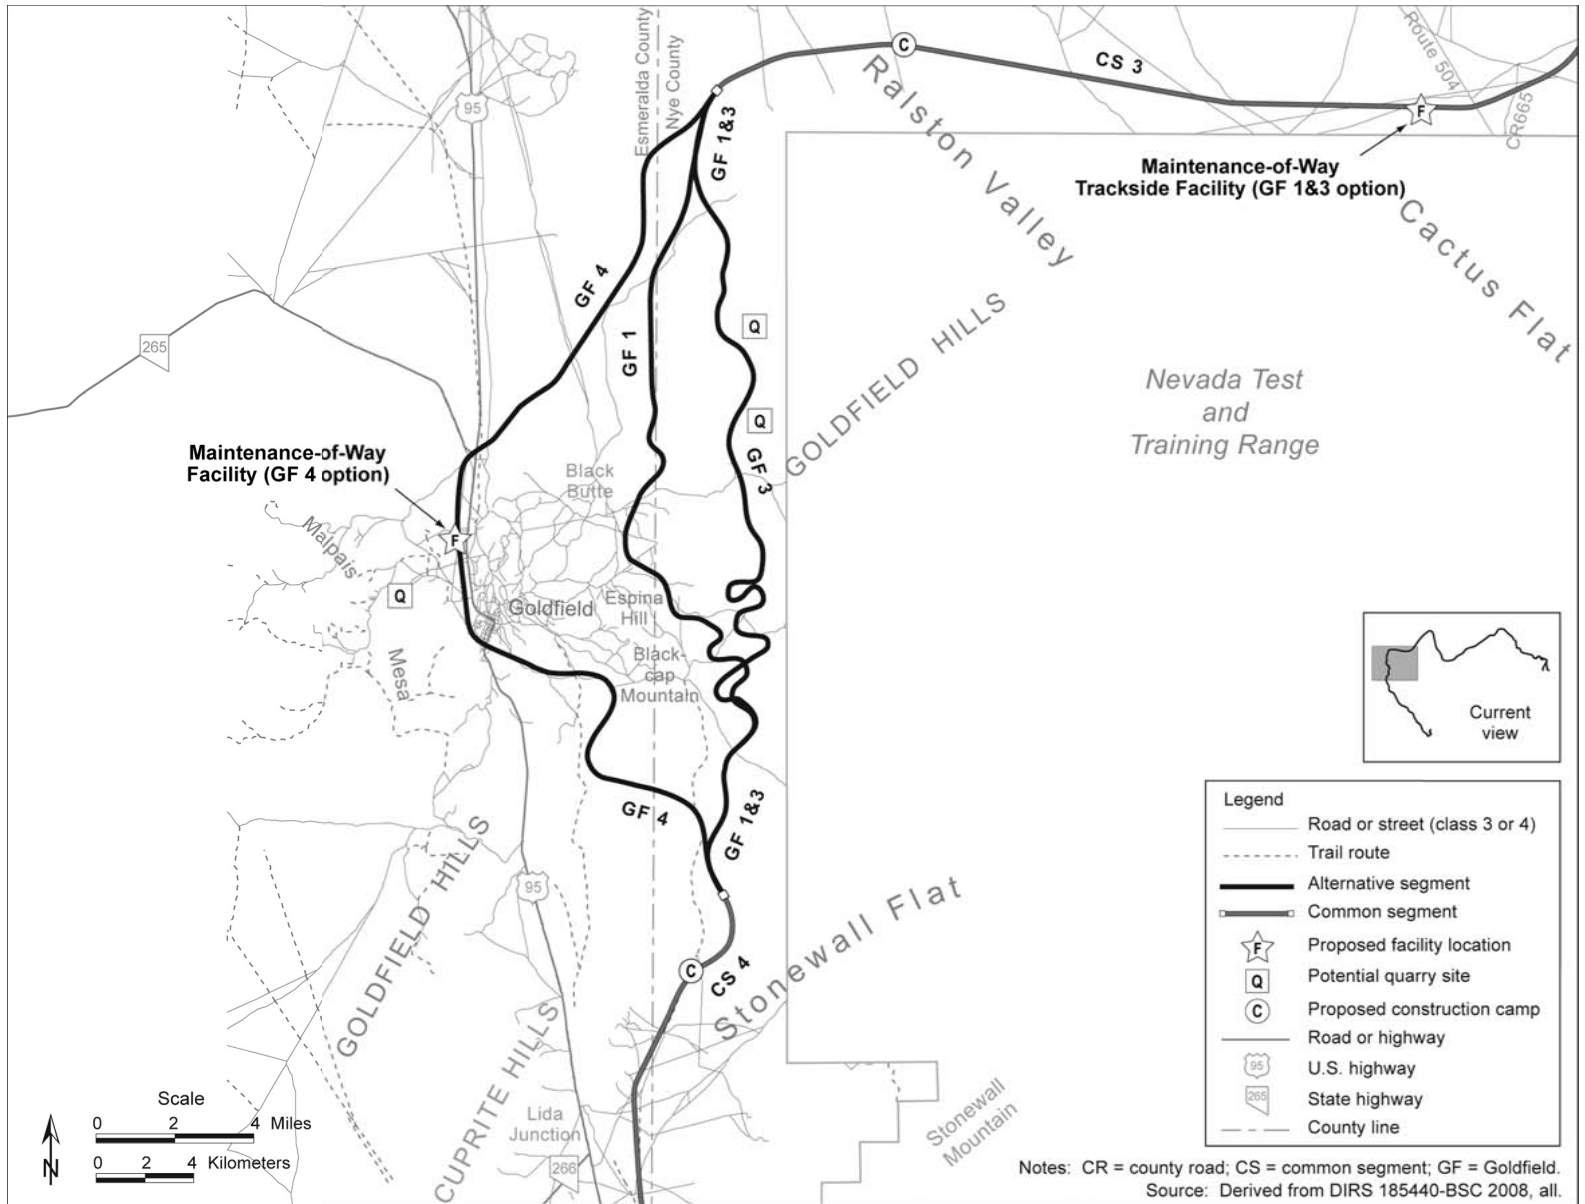 Esmeralda County
Nye County
95
C
CS 3
Route 504
CR665
F
GF 1&3
Ralston Valley
Maintenance-of-Way
Trackside Facility (GF 1&3 option)
Cactus Flat
GF 4
265
GF 1
Q
GOLDFIELD HILLS
Nevada Test
and
Training Range
Q
GF 3
Maintenance-of-Way
Facility (GF 4 option)
Black
Butte
Malpais
Mesa
F
Q
Goldfield
Espina
Hill
Black-
cap
Mountain
GF 4
GF 1&3
GOLDFIELD HILLS
95
C
CS 4
Stonewall Flat
CUPRITE HILLS
Lida
Junction
266
Stonewall
Mountain
Current
view
Legend
Road or street (class 3 or 4)
Trail route
Alternative segment
Common segment
F Proposed facility location
Q Potential quarry site
C Proposed construction camp
Road or highway
95 U.S. highway
265 State highway
County line
Scale
0 2 4 Miles
0 2 4 Kilometers
N
Notes: CR = county road; CS = common segment; GF = Goldfield.
Source: Derived from DIRS 185440-BSC 2008, all.